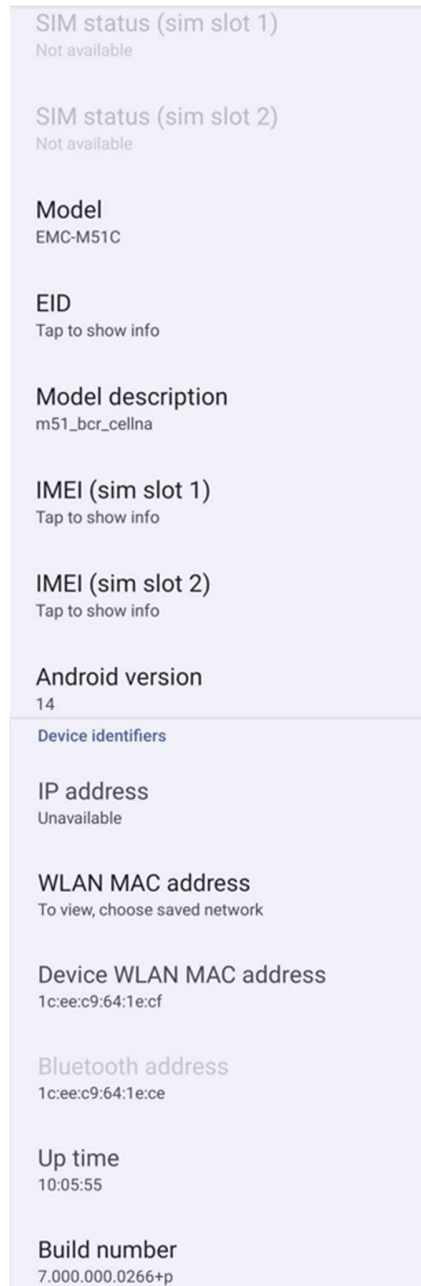 SIM status (sim slot 1)
Not available
SIM status (sim slot 2)
Not available
Model
EMC-M51C
EID
Tap to show info
Model description
m51_bcr_cellna
IMEI (sim slot 1)
Tap to show info
IMEI (sim slot 2)
Tap to show info
Android version
14
Device identifiers
IP address
Unavailable
WLAN MAC address
To view, choose saved network
Device WLAN MAC address
1c:ee:c9:64:1e:cf
Bluetooth address
1c:ee:c9:64:1e:ce
Up time
10:05:55
Build number
7.000.000.0266+p